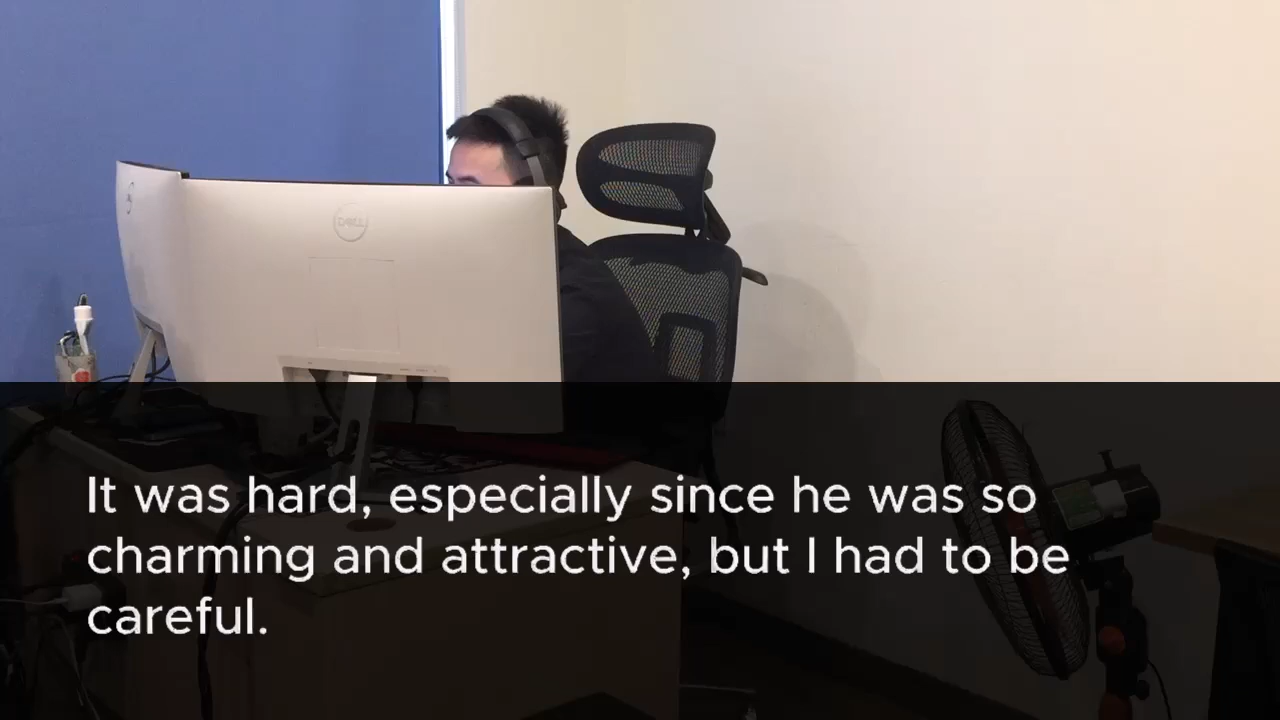 DELL
It was hard, especially since he was so
charming and attractive, but I had to be
careful.